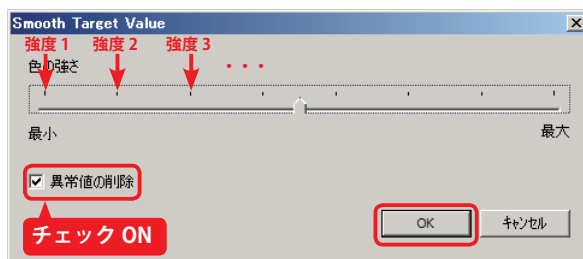 Smooth Target Value
強度 1 強度 2 強度 3
色の強さ ・・・
最小 最大
異常値の削除
チェック ON
OK キャンセル